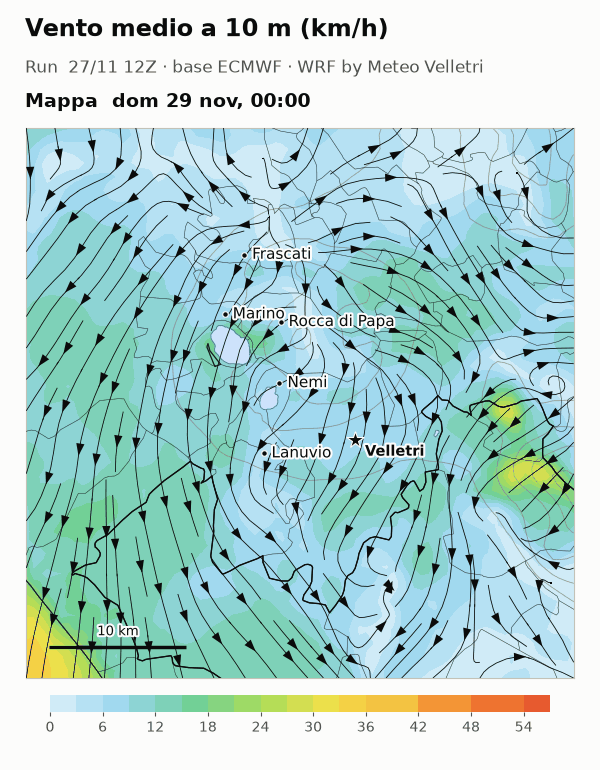 Vento medio a 10 m (km/h)
Run 27/11 12Z · base ECMWF · WRF by Meteo Velletri
Mappa dom 29 nov, 00:00
Frascati
Marino
Rocca di Papa
Nemi
Velletri
Lanuvio
10 km
0 6 12 18 24 30 36 42 48 54